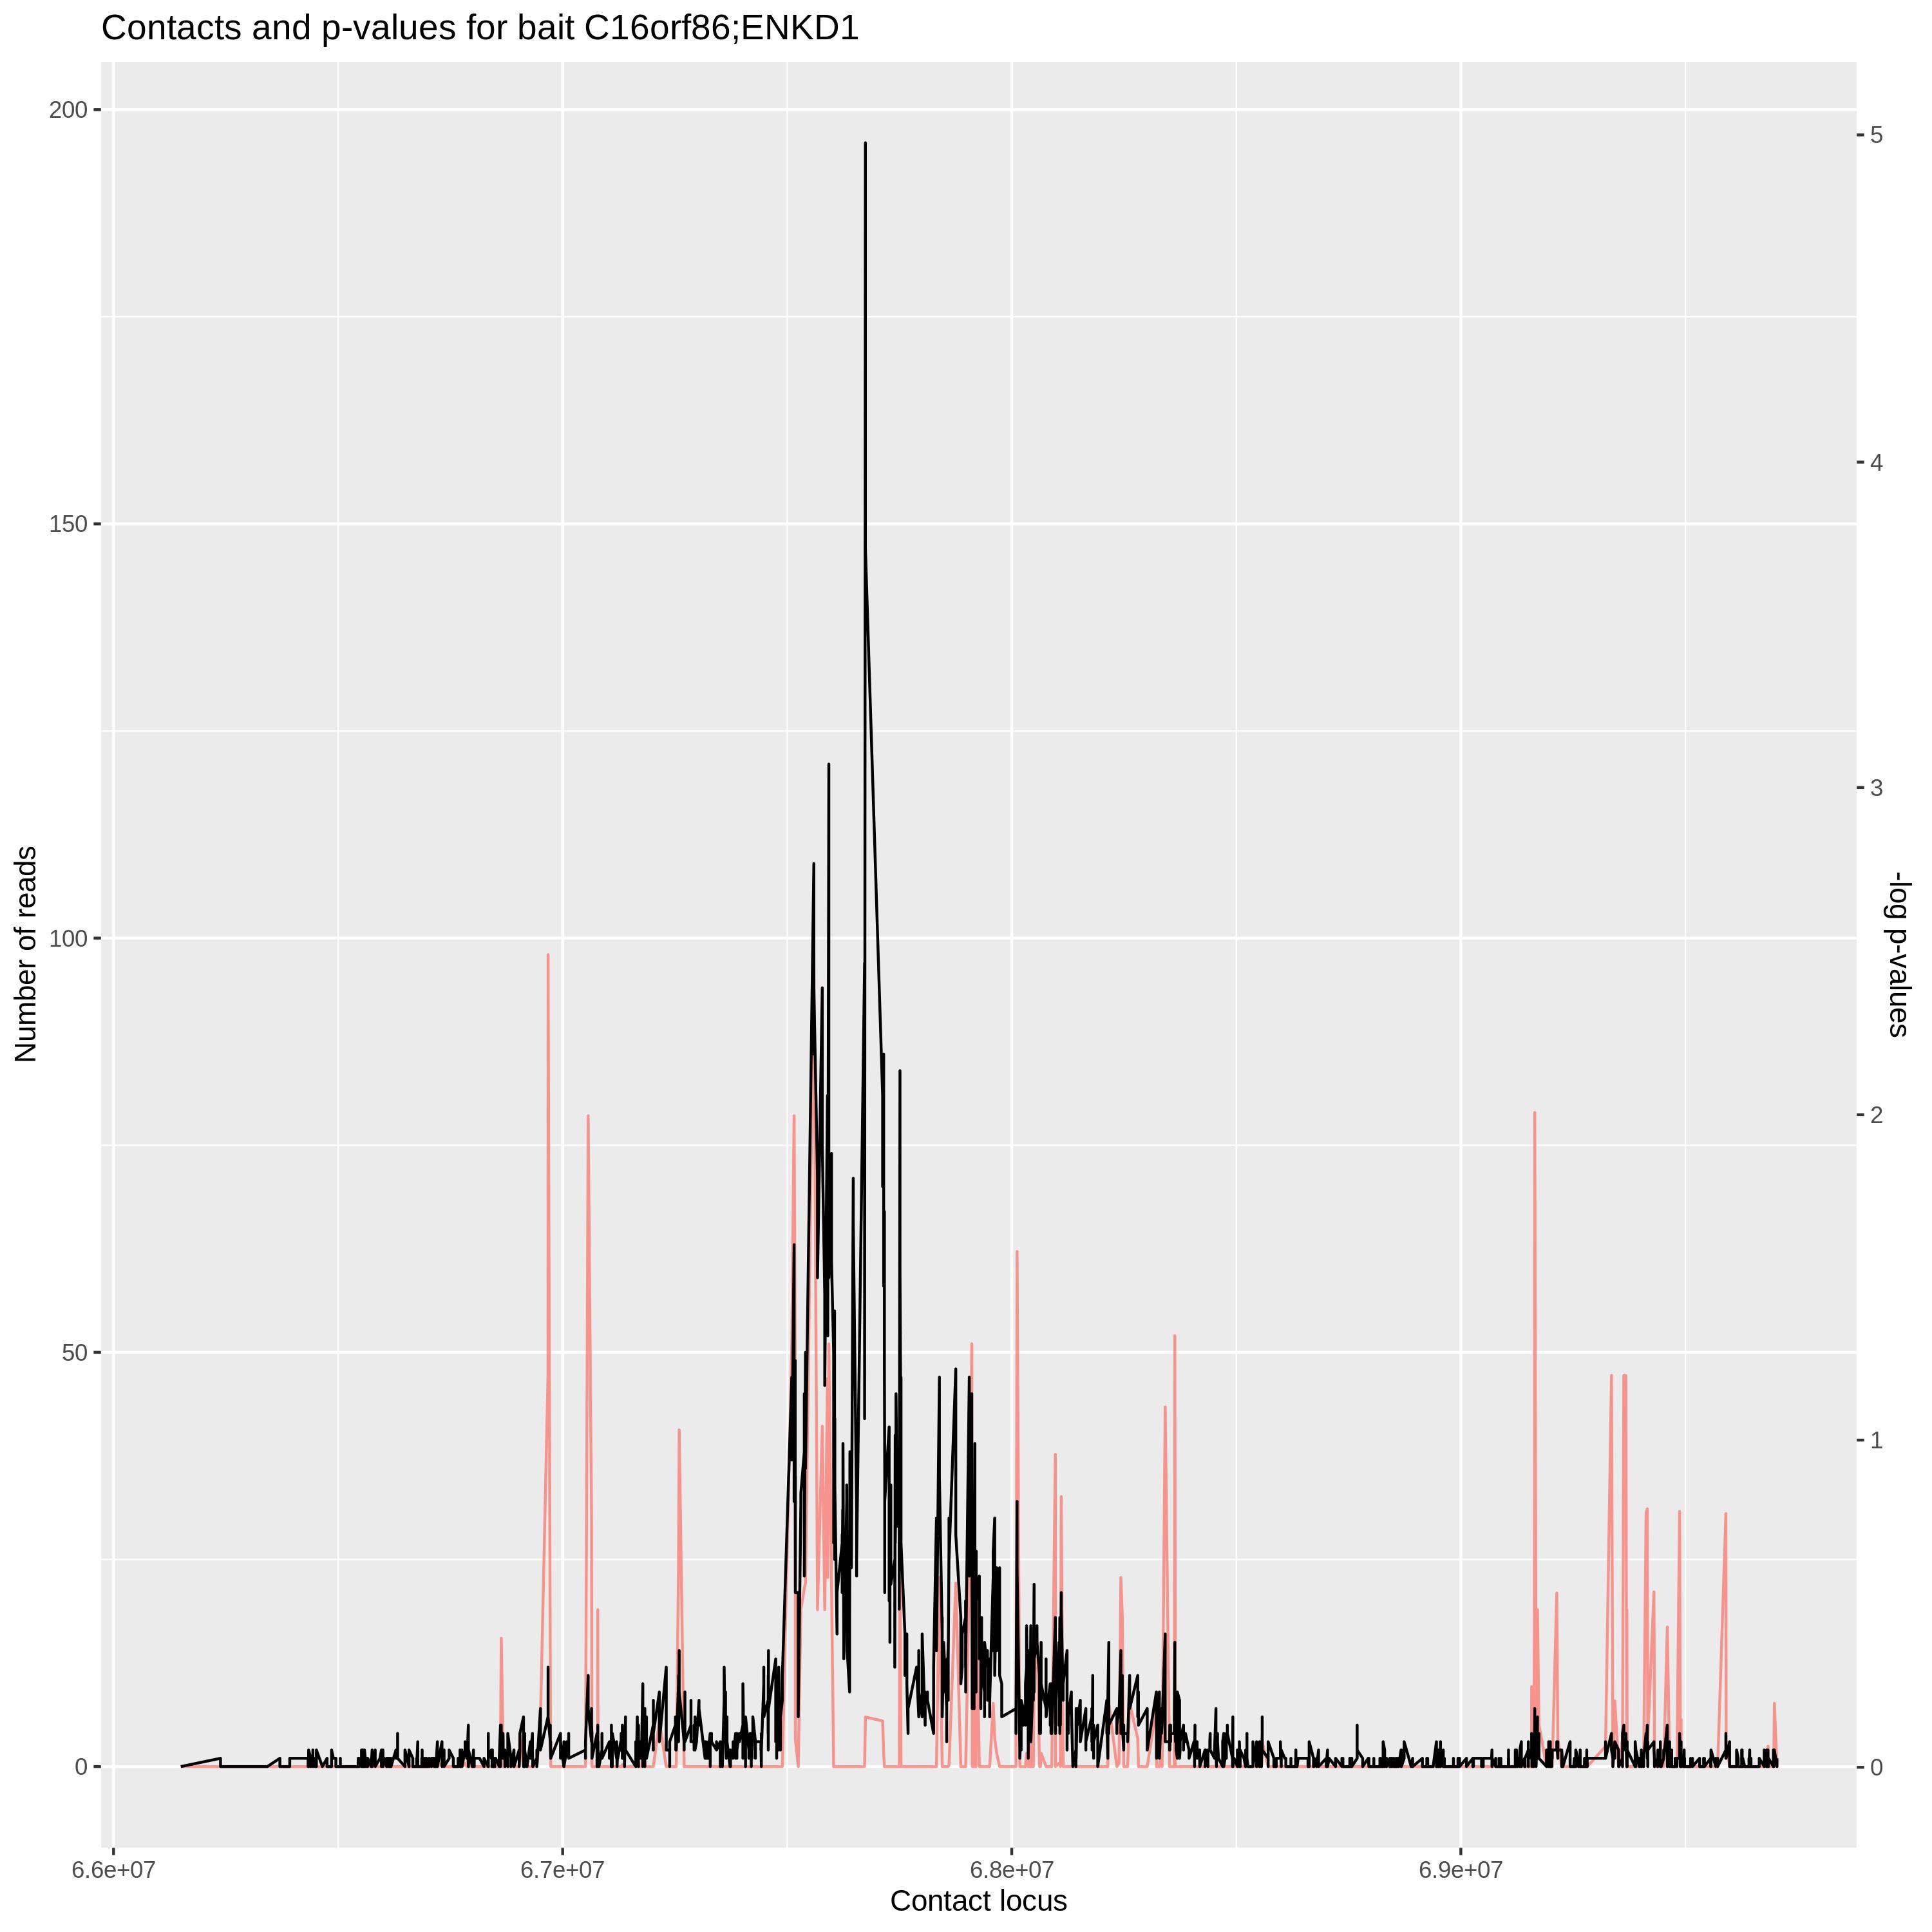 Contacts and p-values for bait C16orf86;ENKD1
200
150
100
50
0
Number of reads
5
4
3
2
1
0
-log p-values
6.6e+07
6.7e+07
6.8e+07
6.9e+07
Contact locus